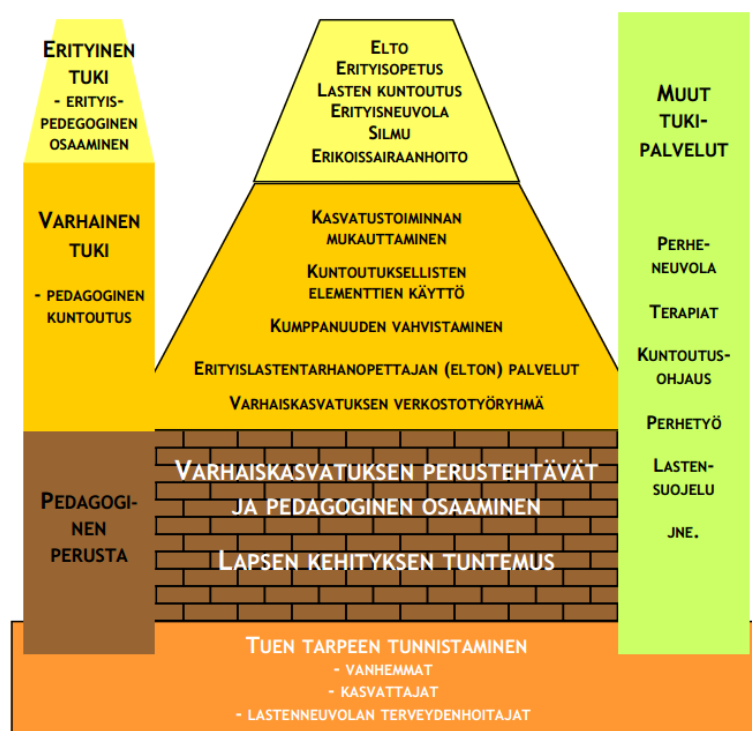 ERITYINEN
TUKI
- ERITYIS-
PEDEGOGINEN
OSAAMINEN
VARHAINEN
TUKI
- PEDAGOGINEN
KUNTOUTUS
PEDAGOGI-
NEN
PERUSTA
ELTO
ERITYISOPETUS
LASTEN KUNTOUTUS
ERITYISNEUVOLA
SILMU
ERIKOISSAIRAANHOITO
KASVATUSTOIMINNAN
MUKAUTTAMINEN
KUNTOUTUKSELLISTEN
ELEMENTTIEN KÄYTTÖ
KUMPPANUUDEN VAHVISTAMINEN
ERITYISLASTENTARHANOPETTAJAN (ELTON) PALVELUT
VARHAISKASVATUKSEN VERKOSTOTYÖRYHMÄ
VARHAISKASVATUKSEN PERUSTEHTÄVÄT
JA PEDAGOGINEN OSAAMINEN
LAPSEN KEHITYKSEN TUNTEMUS
MUUT
TUKI-
PALVELUT
PERHE-
NEUVOLA
TERAPIAT
KUNTOUTUS-
OHJAUS
PERHETYÖ
LASTEN-
SUOJELU
JNE.
TUEN TARPEEN TUNNISTAMINEN
- VANHEMMAT
- KASVATTAJAT
- LASTENNEUVOLAN TERVEYDENHOITAJAT